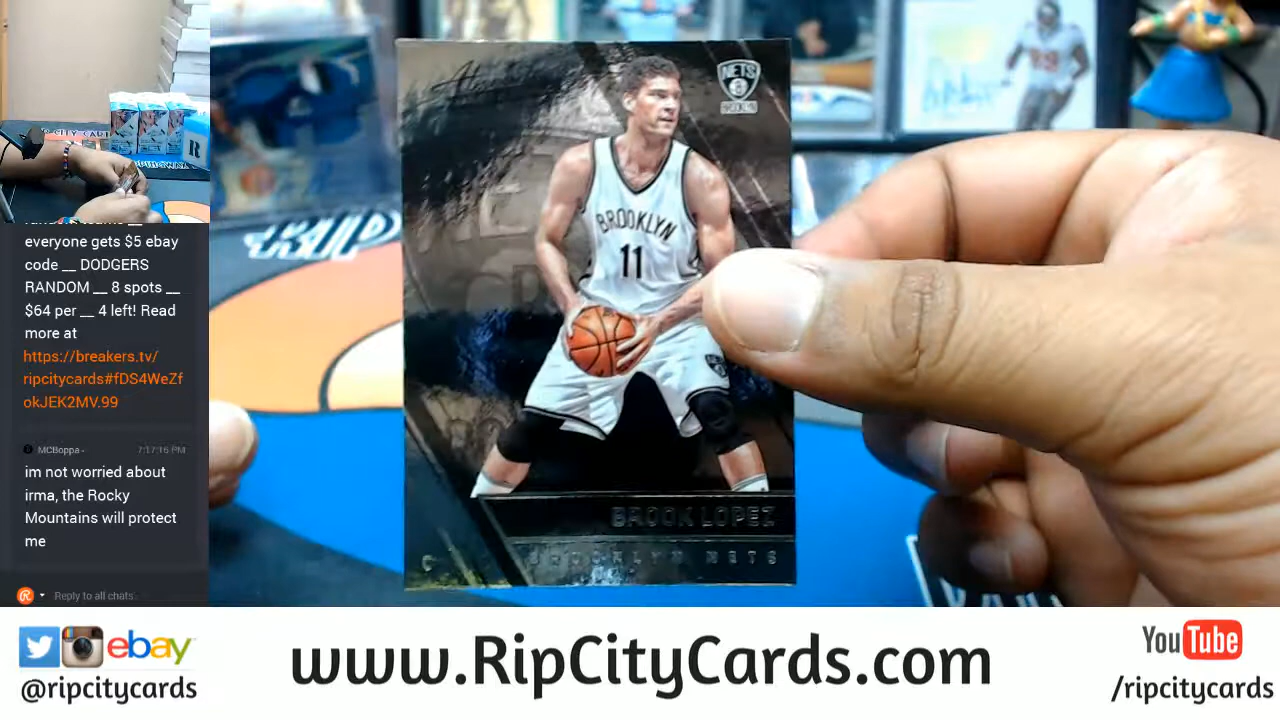 everyone gets $5 ebay
code __ DODGERS
RANDOM __ 8 spots __
$64 per __ 4 left! Read
more at
https://breakers.tv/
ripcitycards#fDS4WeZf
okJEK2MV.99
MCBoppa -
7:17:16 PM
im not worried about
irma, the Rocky
Mountains will protect
me
Reply to all chats
NETS
BROOKLYN
11
BROOK LOPEZ
BROOKLYN NETS
C
R
ebay
@ripcitycards
www.RipCityCards.com
YouTube
/ripcitycards